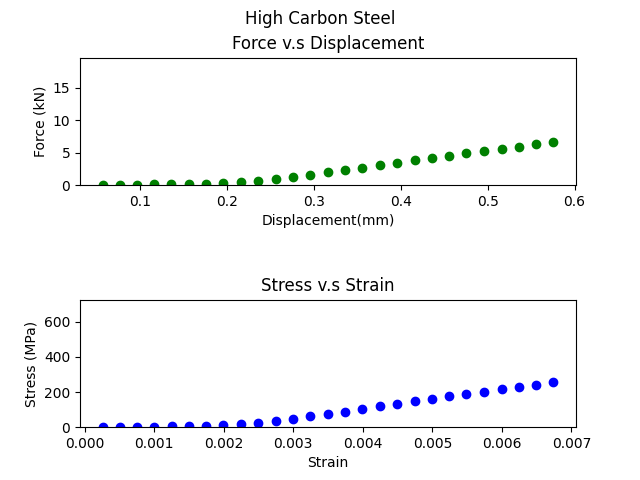 High Carbon Steel
Force v.s Displacement
15
10
5
0
Force (kN)
0.1 0.2 0.3 0.4 0.5 0.6
Displacement(mm)
Stress v.s Strain
600
400
200
0
Stress (MPa)
0.000 0.001 0.002 0.003 0.004 0.005 0.006 0.007
Strain